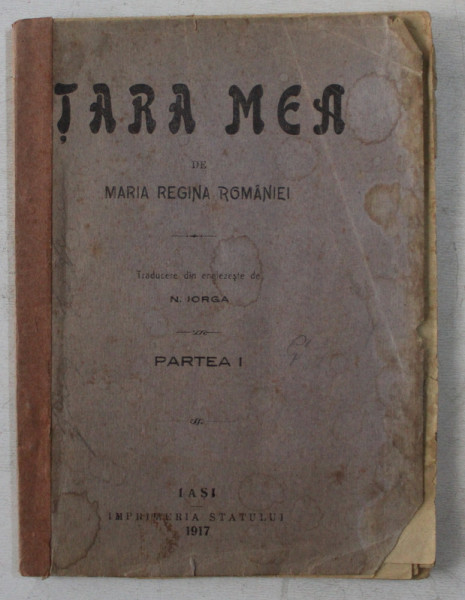 ȚARA MEA
DE
MARIA REGINA ROMÂNIEI
Traducere din englezește de
N. IORGA
PARTEA I
IAȘI
IMPRIMERIA STATULUI
1917